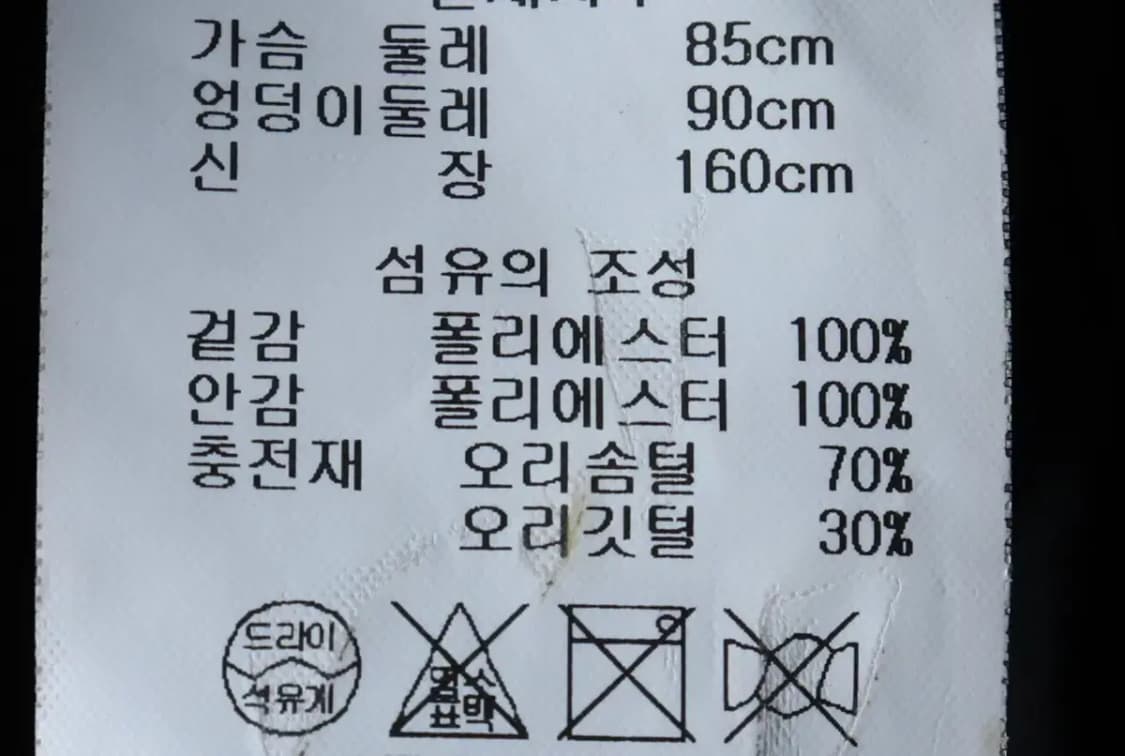 가슴 둘레 85cm
엉덩이둘레 90cm
신 장 160cm
섬유의 조성
겉감 폴리에스터 100%
안감 폴리에스터 100%
충전재 오리솜털 70%
오리깃털 30%
드라이
석유계
염소
표백